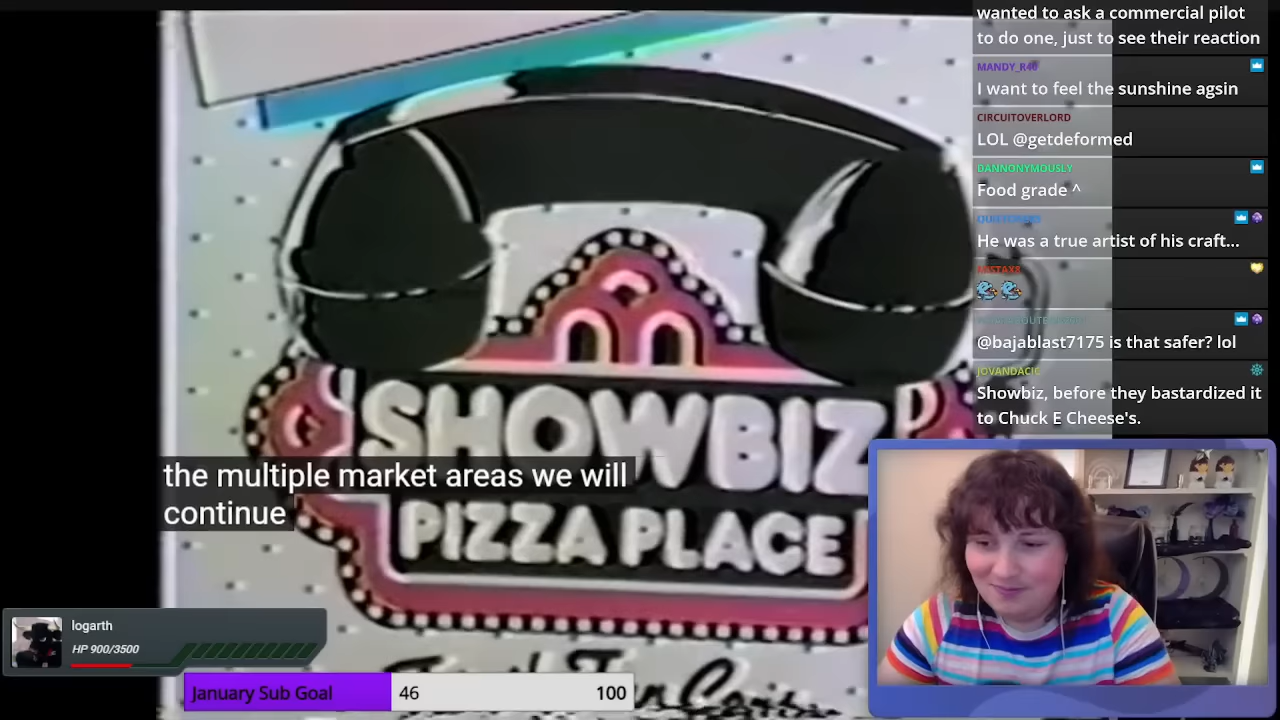 wanted to ask a commercial pilot
to do one, just to see their reaction
MANDY_R40
I want to feel the sunshine agsin
CIRCUITOVERLORD
LOL @getdeformed
DANNONYMOUSLY
Food grade ^
He was a true artist of his craft...
@bajablast7175 is that safer? lol
JOVANDACIC
Showbiz, before they bastardized it
to Chuck E Cheese's.
SHOWBIZ
PIZZA PLACE
the multiple market areas we will
continue
logarth
HP 900/3500
January Sub Goal 46 100